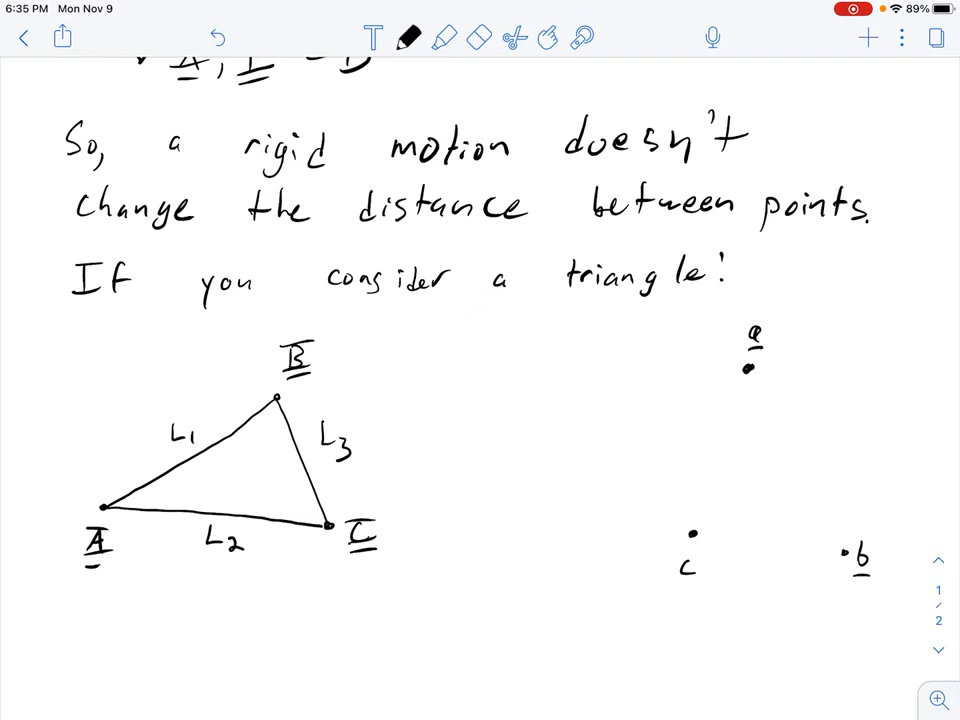 6:35 PM Mon Nov 9
89%
So, a rigid motion doesn't
change the distance between points.
If you consider a triangle:
a
B
L1
L3
A
L2
C
c
b
1
/
2